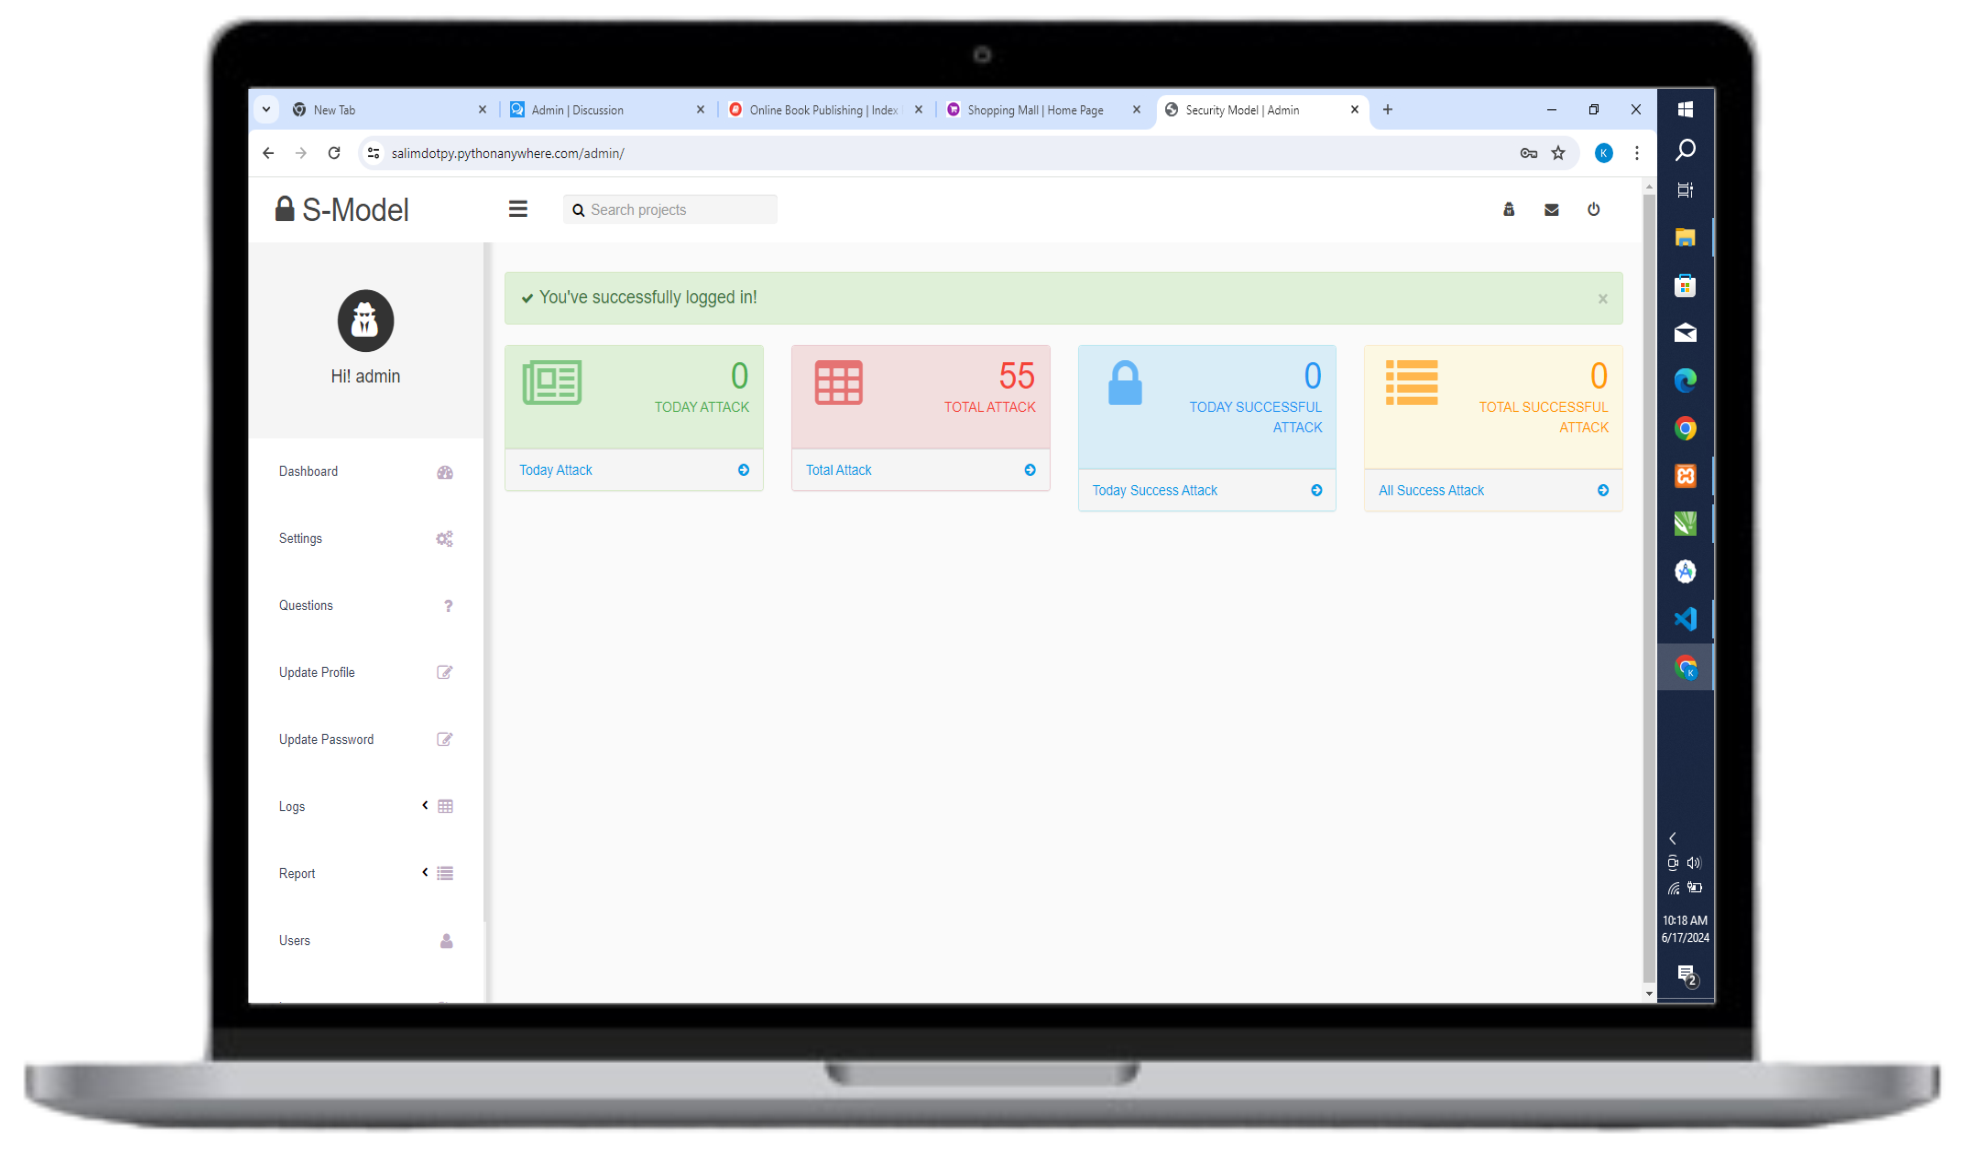 New Tab
Admin | Discussion
Online Book Publishing | Index
Shopping Mall | Home Page
Security Model | Admin
salimdotpy.pythonanywhere.com/admin/
K
S-Model
Search projects
You've successfully logged in!
×
Hi! admin
0
TODAY ATTACK
Today Attack
55
TOTAL ATTACK
Total Attack
0
TODAY SUCCESSFUL
ATTACK
Today Success Attack
0
TOTAL SUCCESSFUL
ATTACK
All Success Attack
Dashboard
Settings
Questions
?
Update Profile
Update Password
Logs
Report
Users
K
10:18 AM
6/17/2024
2